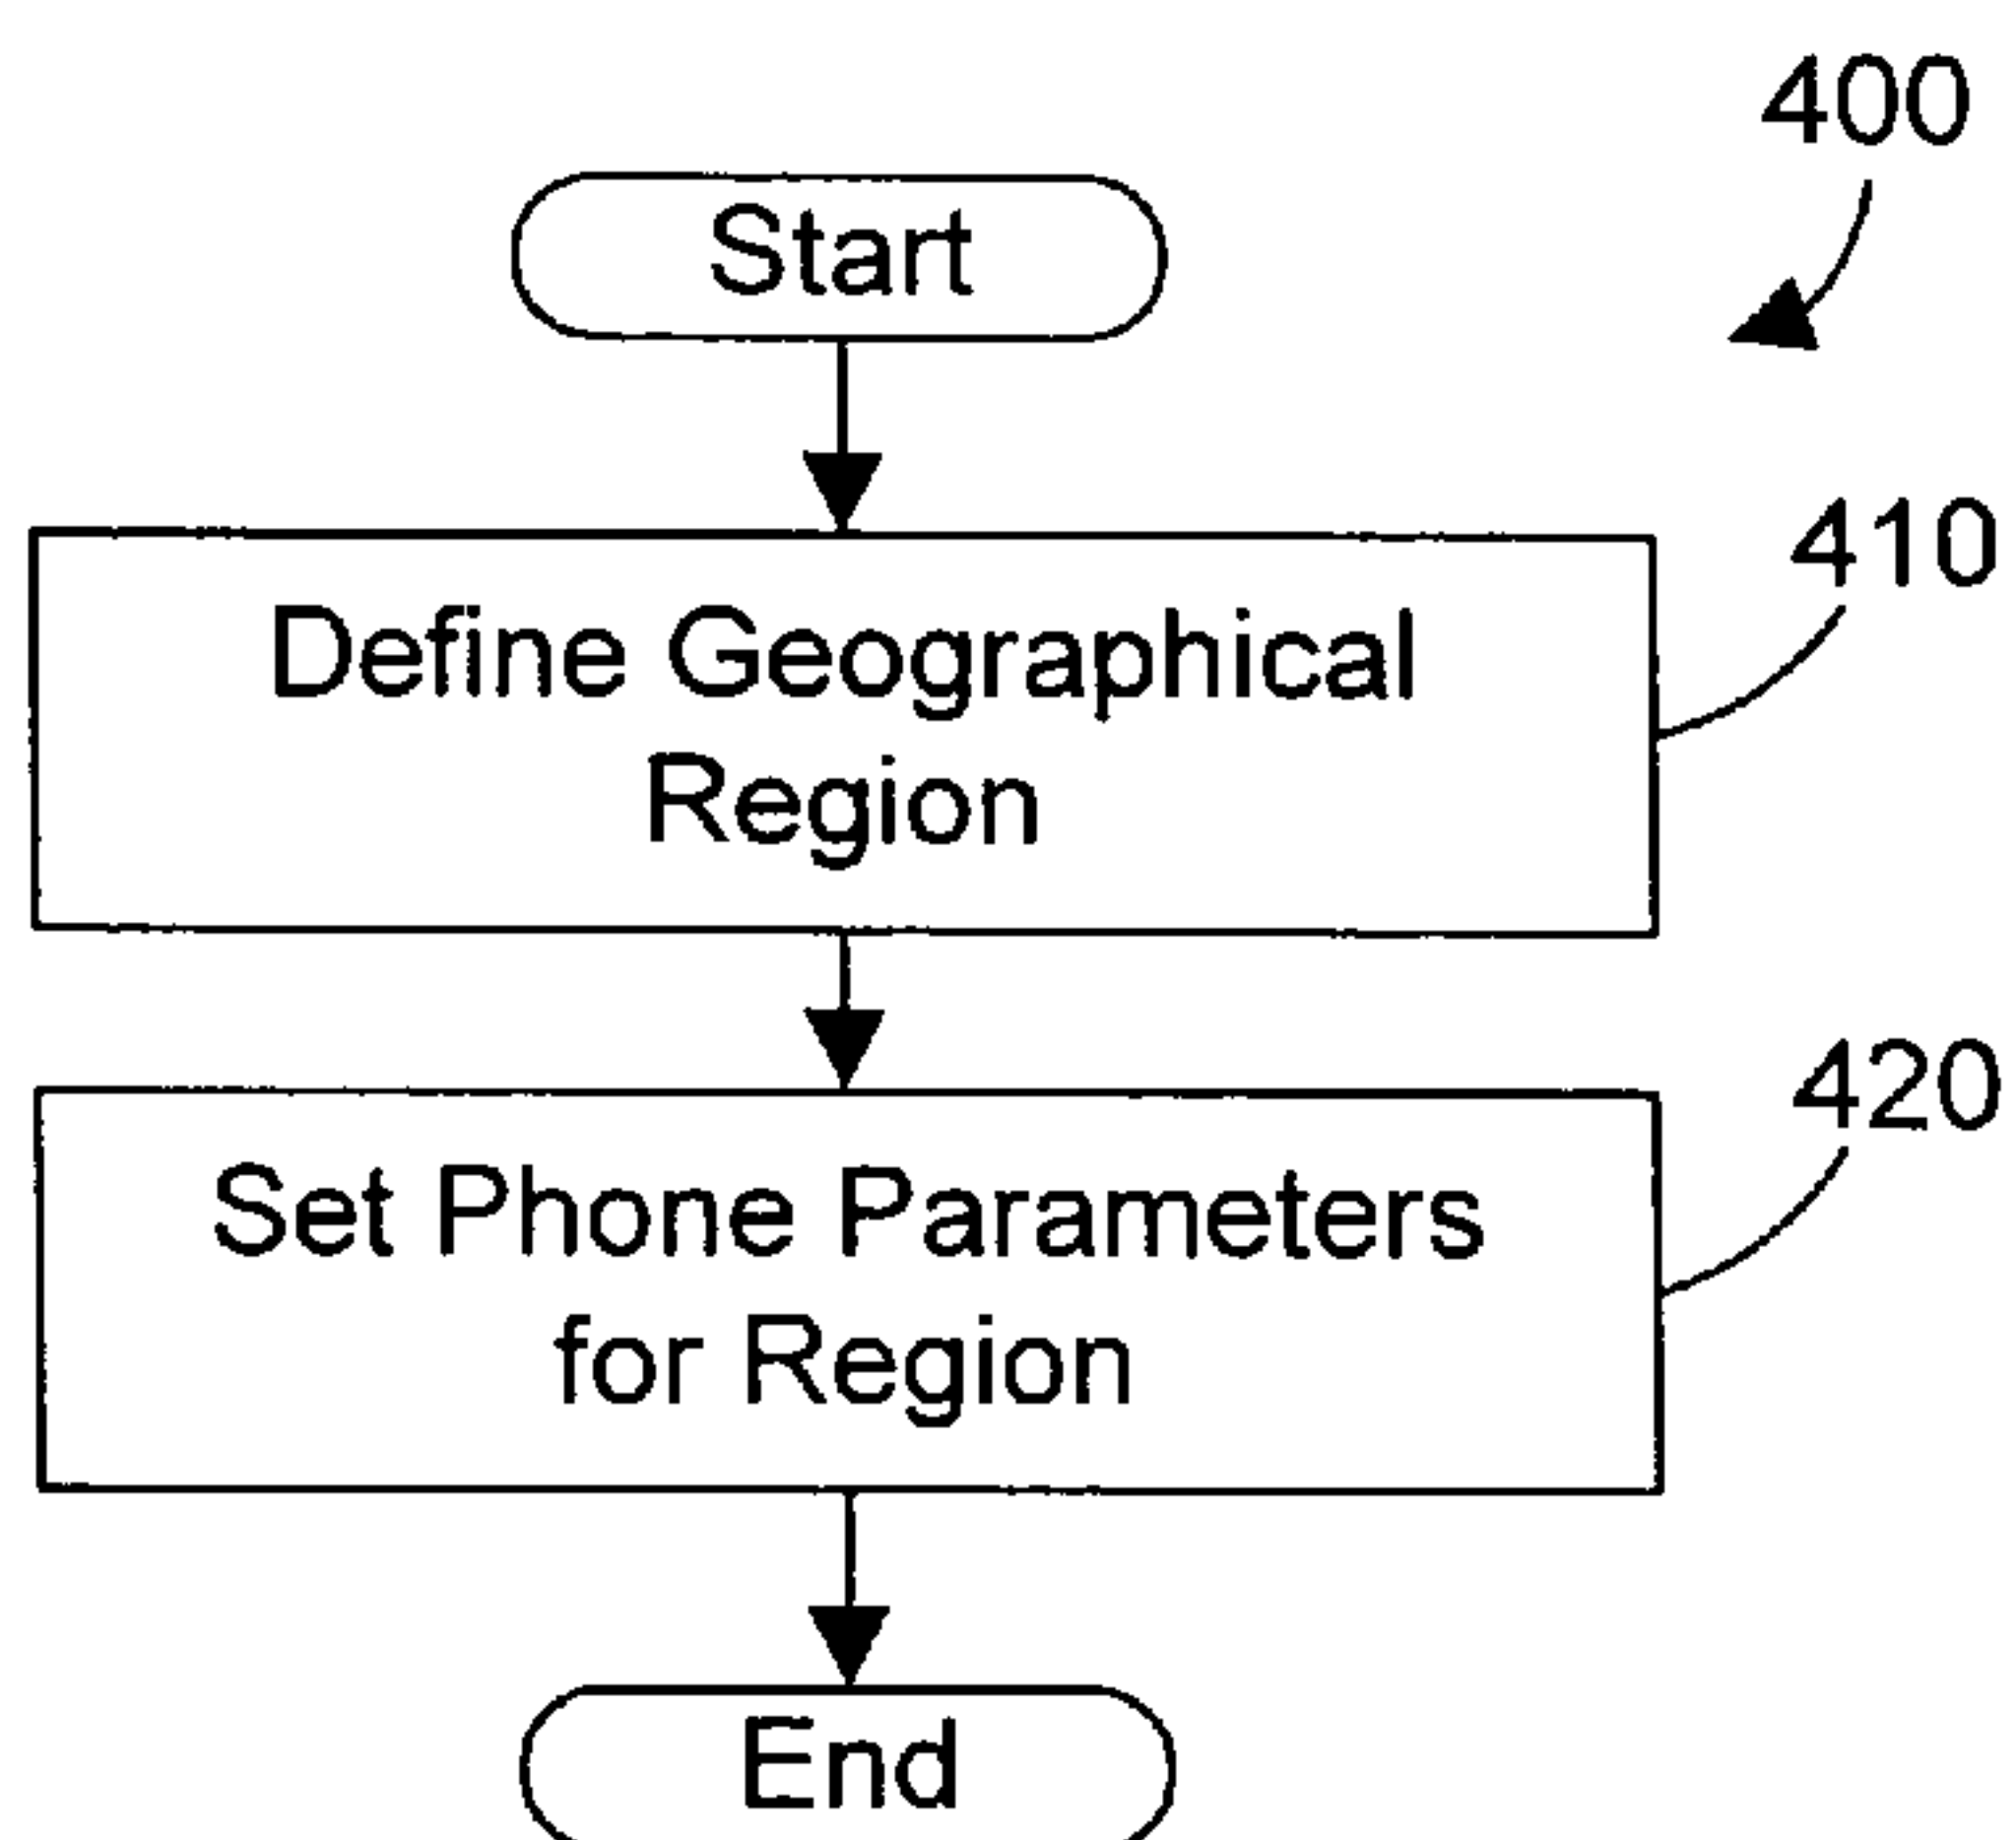 400
Start
410
Define Geographical
Region
420
Set Phone Parameters
for Region
End